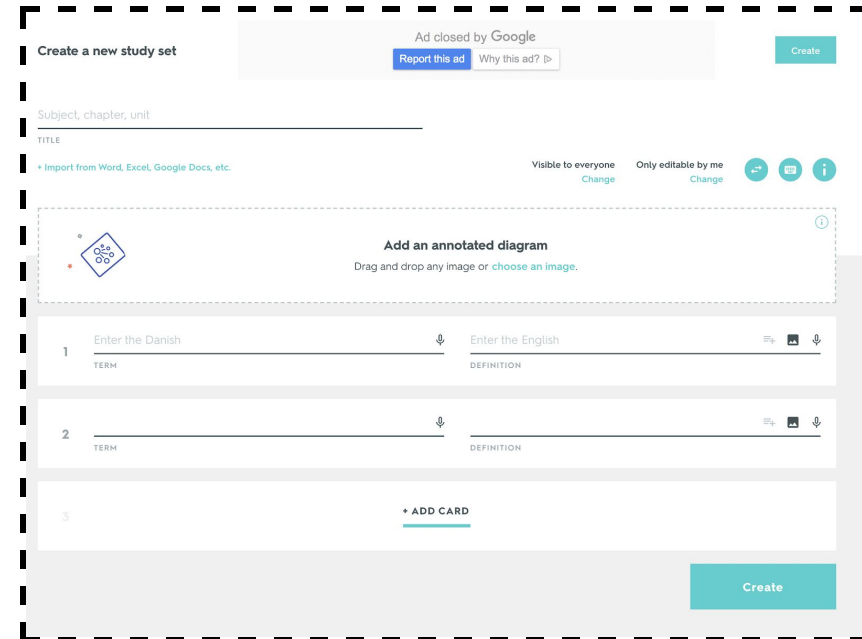 Create a new study set
Ad closed by Google
Report this ad
Why this ad?
Create
Subject, chapter, unit
TITLE
+ Import from Word, Excel, Google Docs, etc.
Visible to everyone
Change
Only editable by me
Change
Add an annotated diagram
Drag and drop any image or choose an image.
1
Enter the Danish
TERM
Enter the English
DEFINITION
2
TERM
DEFINITION
3
+ ADD CARD
Create